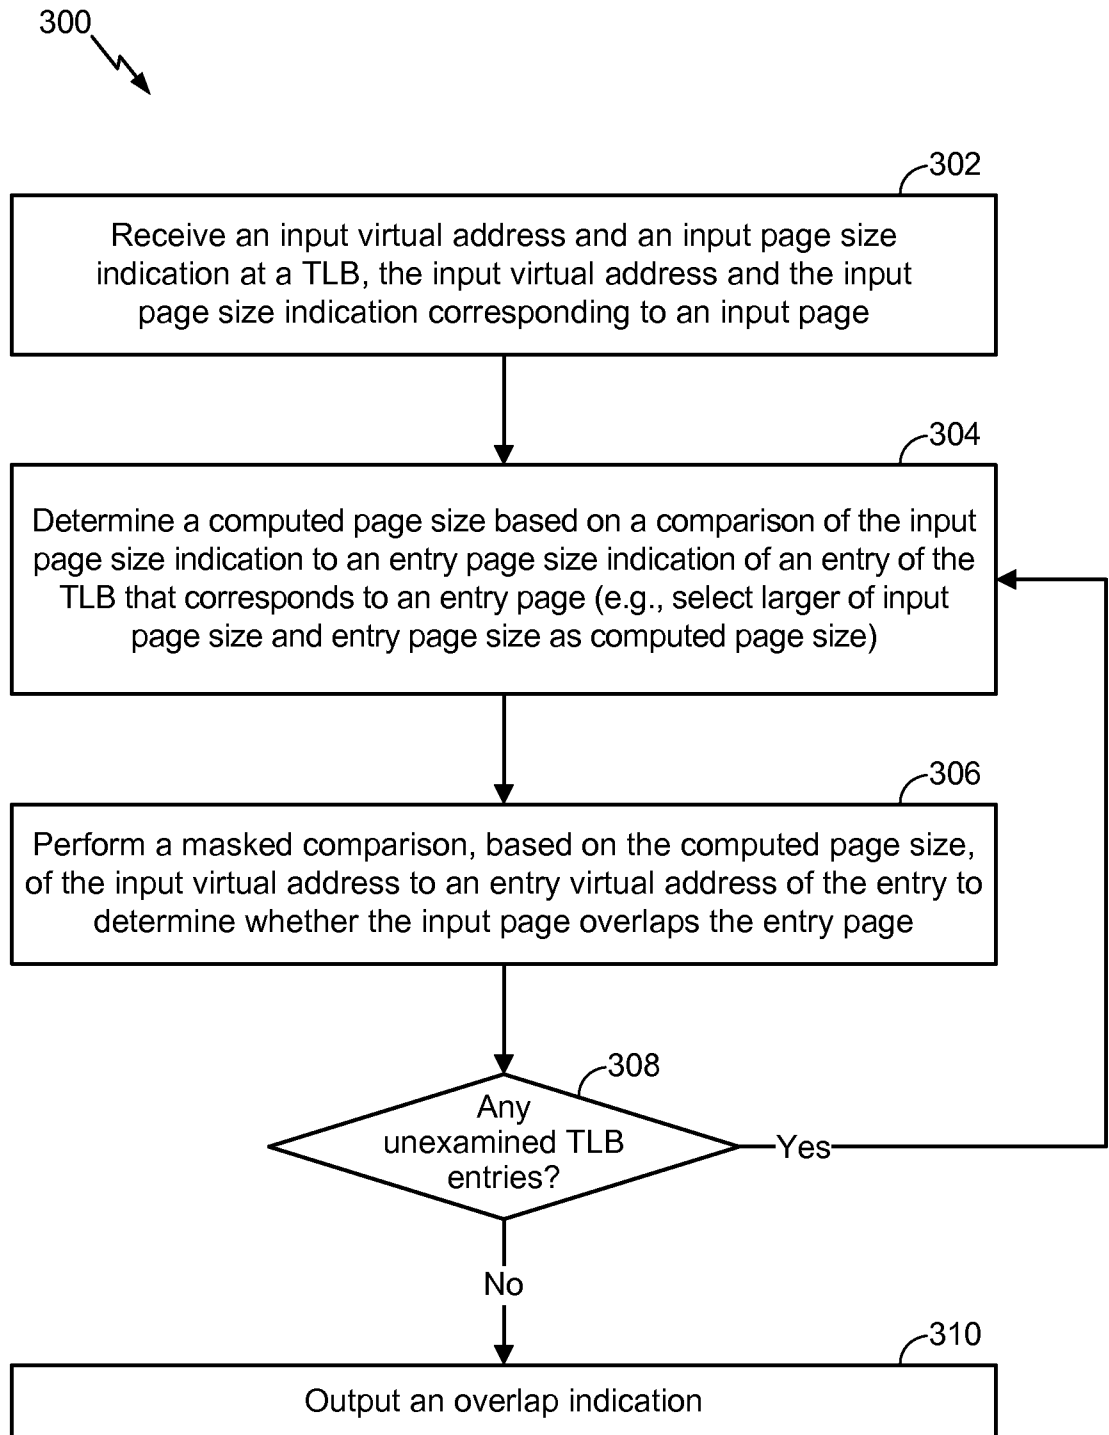 300
302
Receive an input virtual address and an input page size
indication at a TLB, the input virtual address and the input
page size indication corresponding to an input page
304
Determine a computed page size based on a comparison of the input
page size indication to an entry page size indication of an entry of the
TLB that corresponds to an entry page (e.g., select larger of input
page size and entry page size as computed page size)
306
Perform a masked comparison, based on the computed page size,
of the input virtual address to an entry virtual address of the entry to
determine whether the input page overlaps the entry page
308
Any
unexamined TLB
entries?
Yes
No
310
Output an overlap indication